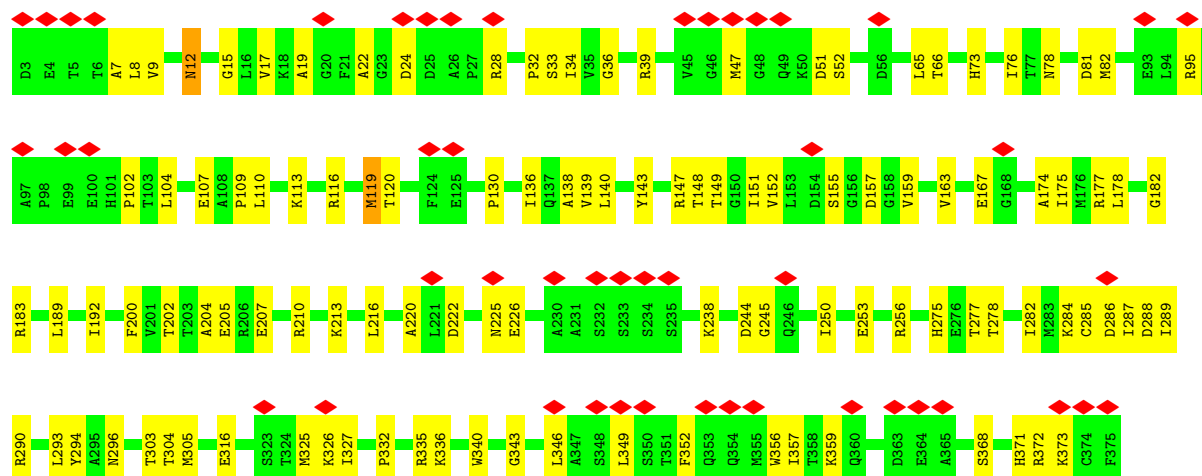 D3 E4 T5 T6 A7 L8 V9 N12 G15 L16 V17 K18 A19 G20 F21 A22 G23 D24 D25 A26 P27 R28 P32 S33 I34 V35 G36 R39 V45 G46 M47 G48 Q49 K50 D51 S52 D56 L65 T66 H73 I76 T77 N78 D81 M82 E93 L94 R95
A97 P98 E99 E100 H101 P102 T103 L104 E107 A108 P109 L110 K113 R116 M119 T120 F124 E125 P130 I136 Q137 A138 V139 L140 Y143 R147 T148 T149 G150 I151 V152 L153 D154 S155 G156 D157 G158 V159 V163 E167 G168 A174 I175 M176 R177 L178 G182
R183 L189 I192 F200 V201 T202 T203 A204 E205 R206 E207 R210 K213 L216 A220 L221 D222 N225 E226 A230 A231 S232 S233 S234 S235 K238 D244 G245 Q246 I250 E253 R256 H275 E276 T277 T278 I282 M283 K284 C285 D286 I287 D288 I289
R290 L293 Y294 A295 N296 T303 T304 M305 E316 S323 T324 M325 K326 I327 P332 R335 K336 W340 G343 L346 A347 S348 L349 S350 T351 F352 Q353 Q354 M355 W356 I357 T358 K359 Q360 D363 E364 A365 S368 H371 R372 K373 C374 F375